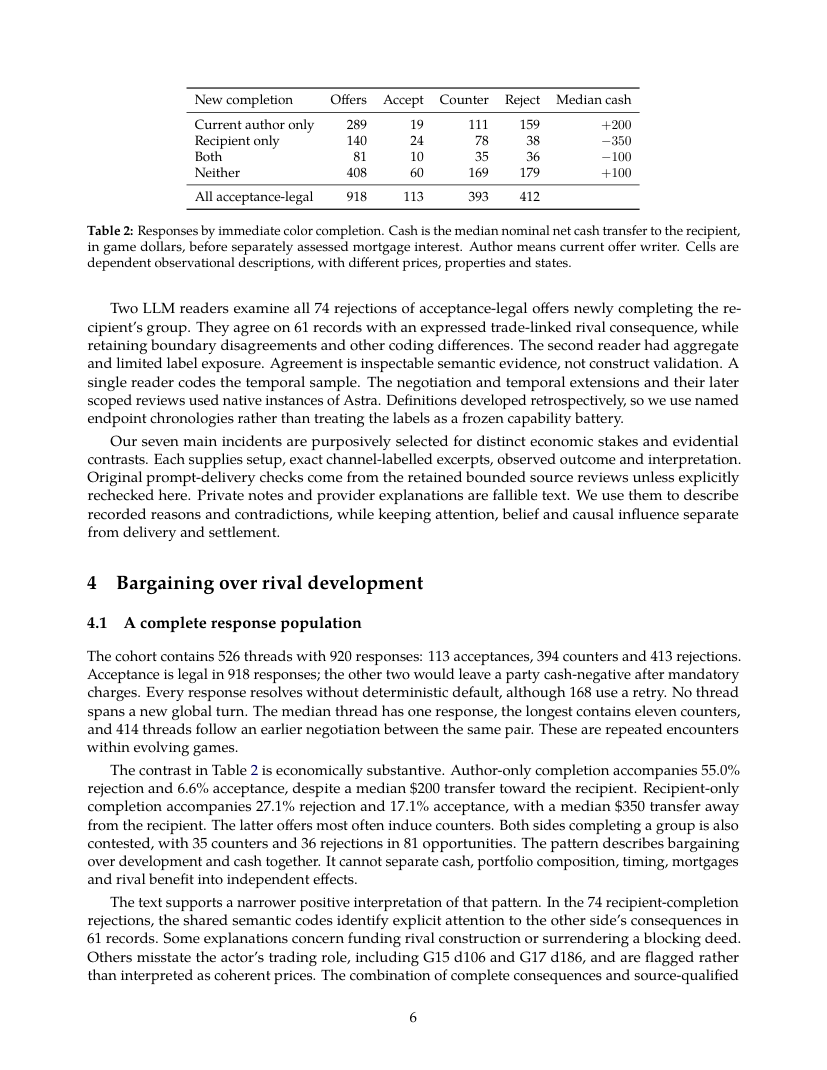 New completion Offers Accept Counter Reject Median cash
Current author only 289 19 111 159 +200
Recipient only 140 24 78 38 −350
Both 81 10 35 36 −100
Neither 408 60 169 179 +100
All acceptance-legal 918 113 393 412
Table 2: Responses by immediate color completion. Cash is the median nominal net cash transfer to the recipient,
in game dollars, before separately assessed mortgage interest. Author means current offer writer. Cells are
dependent observational descriptions, with different prices, properties and states.
Two LLM readers examine all 74 rejections of acceptance-legal offers newly completing the re-
cipient's group. They agree on 61 records with an expressed trade-linked rival consequence, while
retaining boundary disagreements and other coding differences. The second reader had aggregate
and limited label exposure. Agreement is inspectable semantic evidence, not construct validation. A
single reader codes the temporal sample. The negotiation and temporal extensions and their later
scoped reviews used native instances of Astra. Definitions developed retrospectively, so we use named
endpoint chronologies rather than treating the labels as a frozen capability battery.
Our seven main incidents are purposively selected for distinct economic stakes and evidential
contrasts. Each supplies setup, exact channel-labelled excerpts, observed outcome and interpretation.
Original prompt-delivery checks come from the retained bounded source reviews unless explicitly
rechecked here. Private notes and provider explanations are fallible text. We use them to describe
recorded reasons and contradictions, while keeping attention, belief and causal influence separate
from delivery and settlement.
4 Bargaining over rival development
4.1 A complete response population
The cohort contains 526 threads with 920 responses: 113 acceptances, 394 counters and 413 rejections.
Acceptance is legal in 918 responses; the other two would leave a party cash-negative after mandatory
charges. Every response resolves without deterministic default, although 168 use a retry. No thread
spans a new global turn. The median thread has one response, the longest contains eleven counters,
and 414 threads follow an earlier negotiation between the same pair. These are repeated encounters
within evolving games.
The contrast in Table 2 is economically substantive. Author-only completion accompanies 55.0%
rejection and 6.6% acceptance, despite a median $200 transfer toward the recipient. Recipient-only
completion accompanies 27.1% rejection and 17.1% acceptance, with a median $350 transfer away
from the recipient. The latter offers most often induce counters. Both sides completing a group is also
contested, with 35 counters and 36 rejections in 81 opportunities. The pattern describes bargaining
over development and cash together. It cannot separate cash, portfolio composition, timing, mortgages
and rival benefit into independent effects.
The text supports a narrower positive interpretation of that pattern. In the 74 recipient-completion
rejections, the shared semantic codes identify explicit attention to the other side's consequences in
61 records. Some explanations concern funding rival construction or surrendering a blocking deed.
Others misstate the actor's trading role, including G15 d106 and G17 d186, and are flagged rather
than interpreted as coherent prices. The combination of complete consequences and source-qualified
6